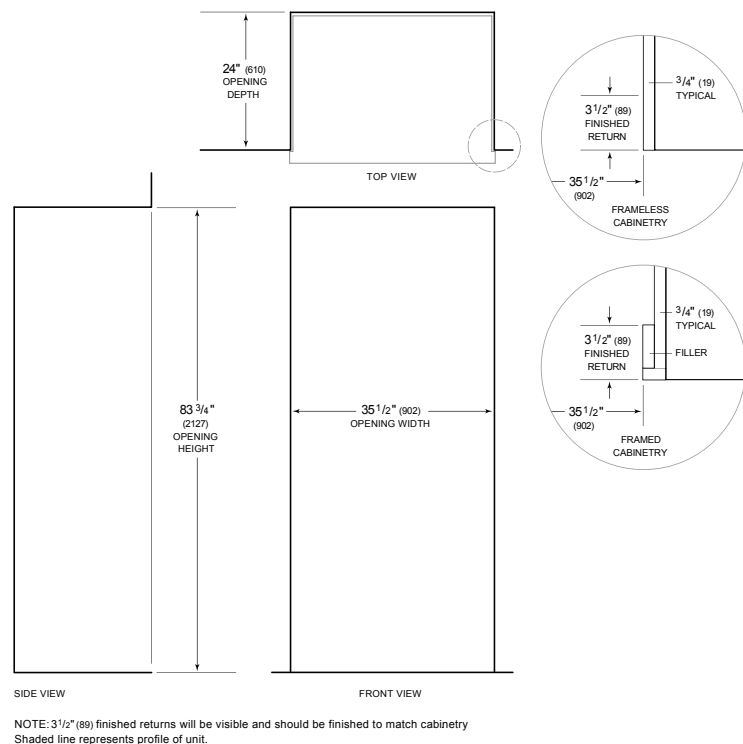 24" (610)
OPENING
DEPTH
TOP VIEW
3/4" (19)
TYPICAL
3 1/2" (89)
FINISHED
RETURN
35 1/2"
(902)
FRAMELESS
CABINETRY
3/4" (19)
TYPICAL
3 1/2" (89)
FINISHED
RETURN
FILLER
35 1/2"
(902)
FRAMED
CABINETRY
83 3/4"
(2127)
OPENING
HEIGHT
35 1/2" (902)
OPENING WIDTH
SIDE VIEW
FRONT VIEW
NOTE: 3 1/2" (89) finished returns will be visible and should be finished to match cabinetry
Shaded line represents profile of unit.